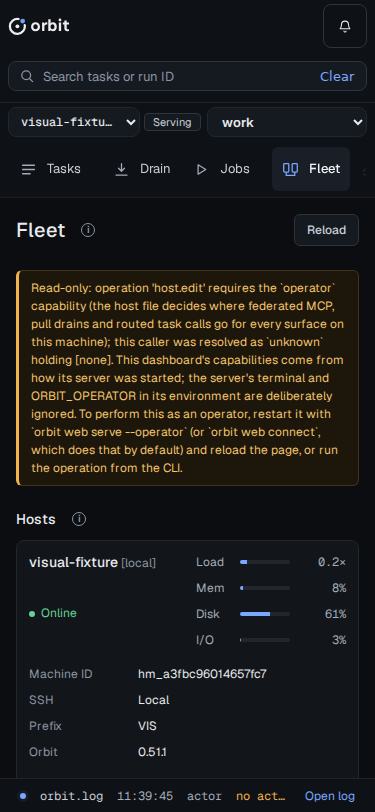 orbit
Search tasks or run ID Clear
visual-fixtu… Serving work
Tasks Drain Jobs Fleet
Fleet Reload
Read-only: operation 'host.edit' requires the `operator`
capability (the host file decides where federated MCP,
pull drains and routed task calls go for every surface on
this machine); this caller was resolved as `unknown`
holding [none]. This dashboard's capabilities come from
how its server was started; the server's terminal and
ORBIT_OPERATOR in its environment are deliberately
ignored. To perform this as an operator, restart it with
`orbit web serve --operator` (or `orbit web connect`,
which does that by default) and reload the page, or run
the operation from the CLI.
Hosts
visual-fixture [local] Load 0.2×
Mem 8%
Online Disk 61%
I/O 3%
Machine ID hm_a3fbc96014657fc7
SSH Local
Prefix VIS
Orbit 0.51.1
orbit.log 11:39:45 actor no act… Open log